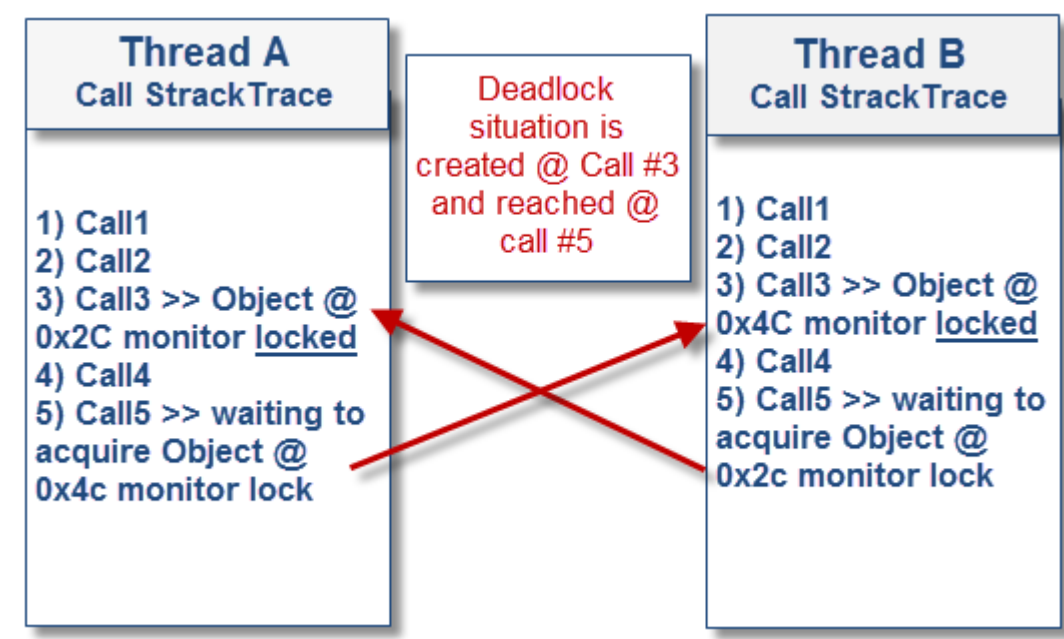 Thread A
Call StrackTrace
1) Call1
2) Call2
3) Call3 >> Object @
0x2C monitor locked
4) Call4
5) Call5 >> waiting to
acquire Object @
0x4c monitor lock
Deadlock
situation is
created @ Call #3
and reached @
call #5
Thread B
Call StrackTrace
1) Call1
2) Call2
3) Call3 >> Object @
0x4C monitor locked
4) Call4
5) Call5 >> waiting to
acquire Object @
0x2c monitor lock